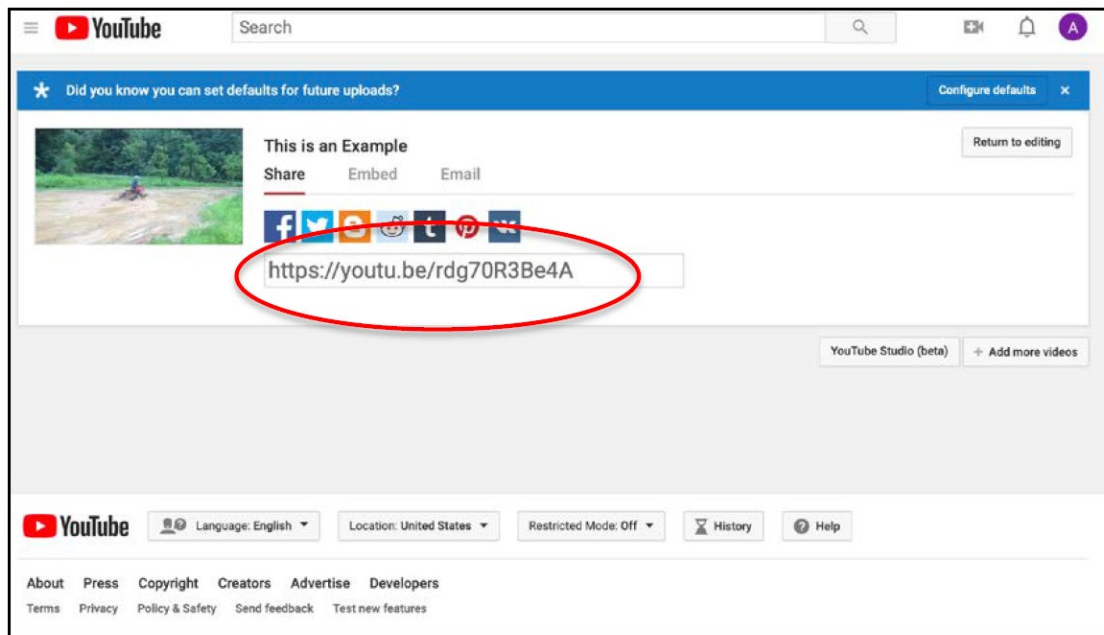 YouTube Search A
Did you know you can set defaults for future uploads? Configure defaults ×
This is an Example Return to editing
Share Embed Email
https://youtu.be/rdg70R3Be4A
YouTube Studio (beta) + Add more videos
YouTube Language: English Location: United States Restricted Mode: Off History Help
About Press Copyright Creators Advertise Developers
Terms Privacy Policy & Safety Send feedback Test new features